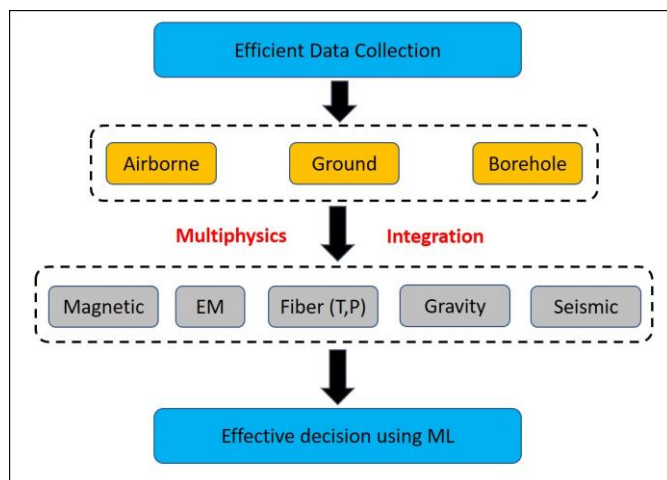 Efficient Data Collection
Airborne Ground Borehole
Multiphysics Integration
Magnetic EM Fiber (T,P) Gravity Seismic
Effective decision using ML